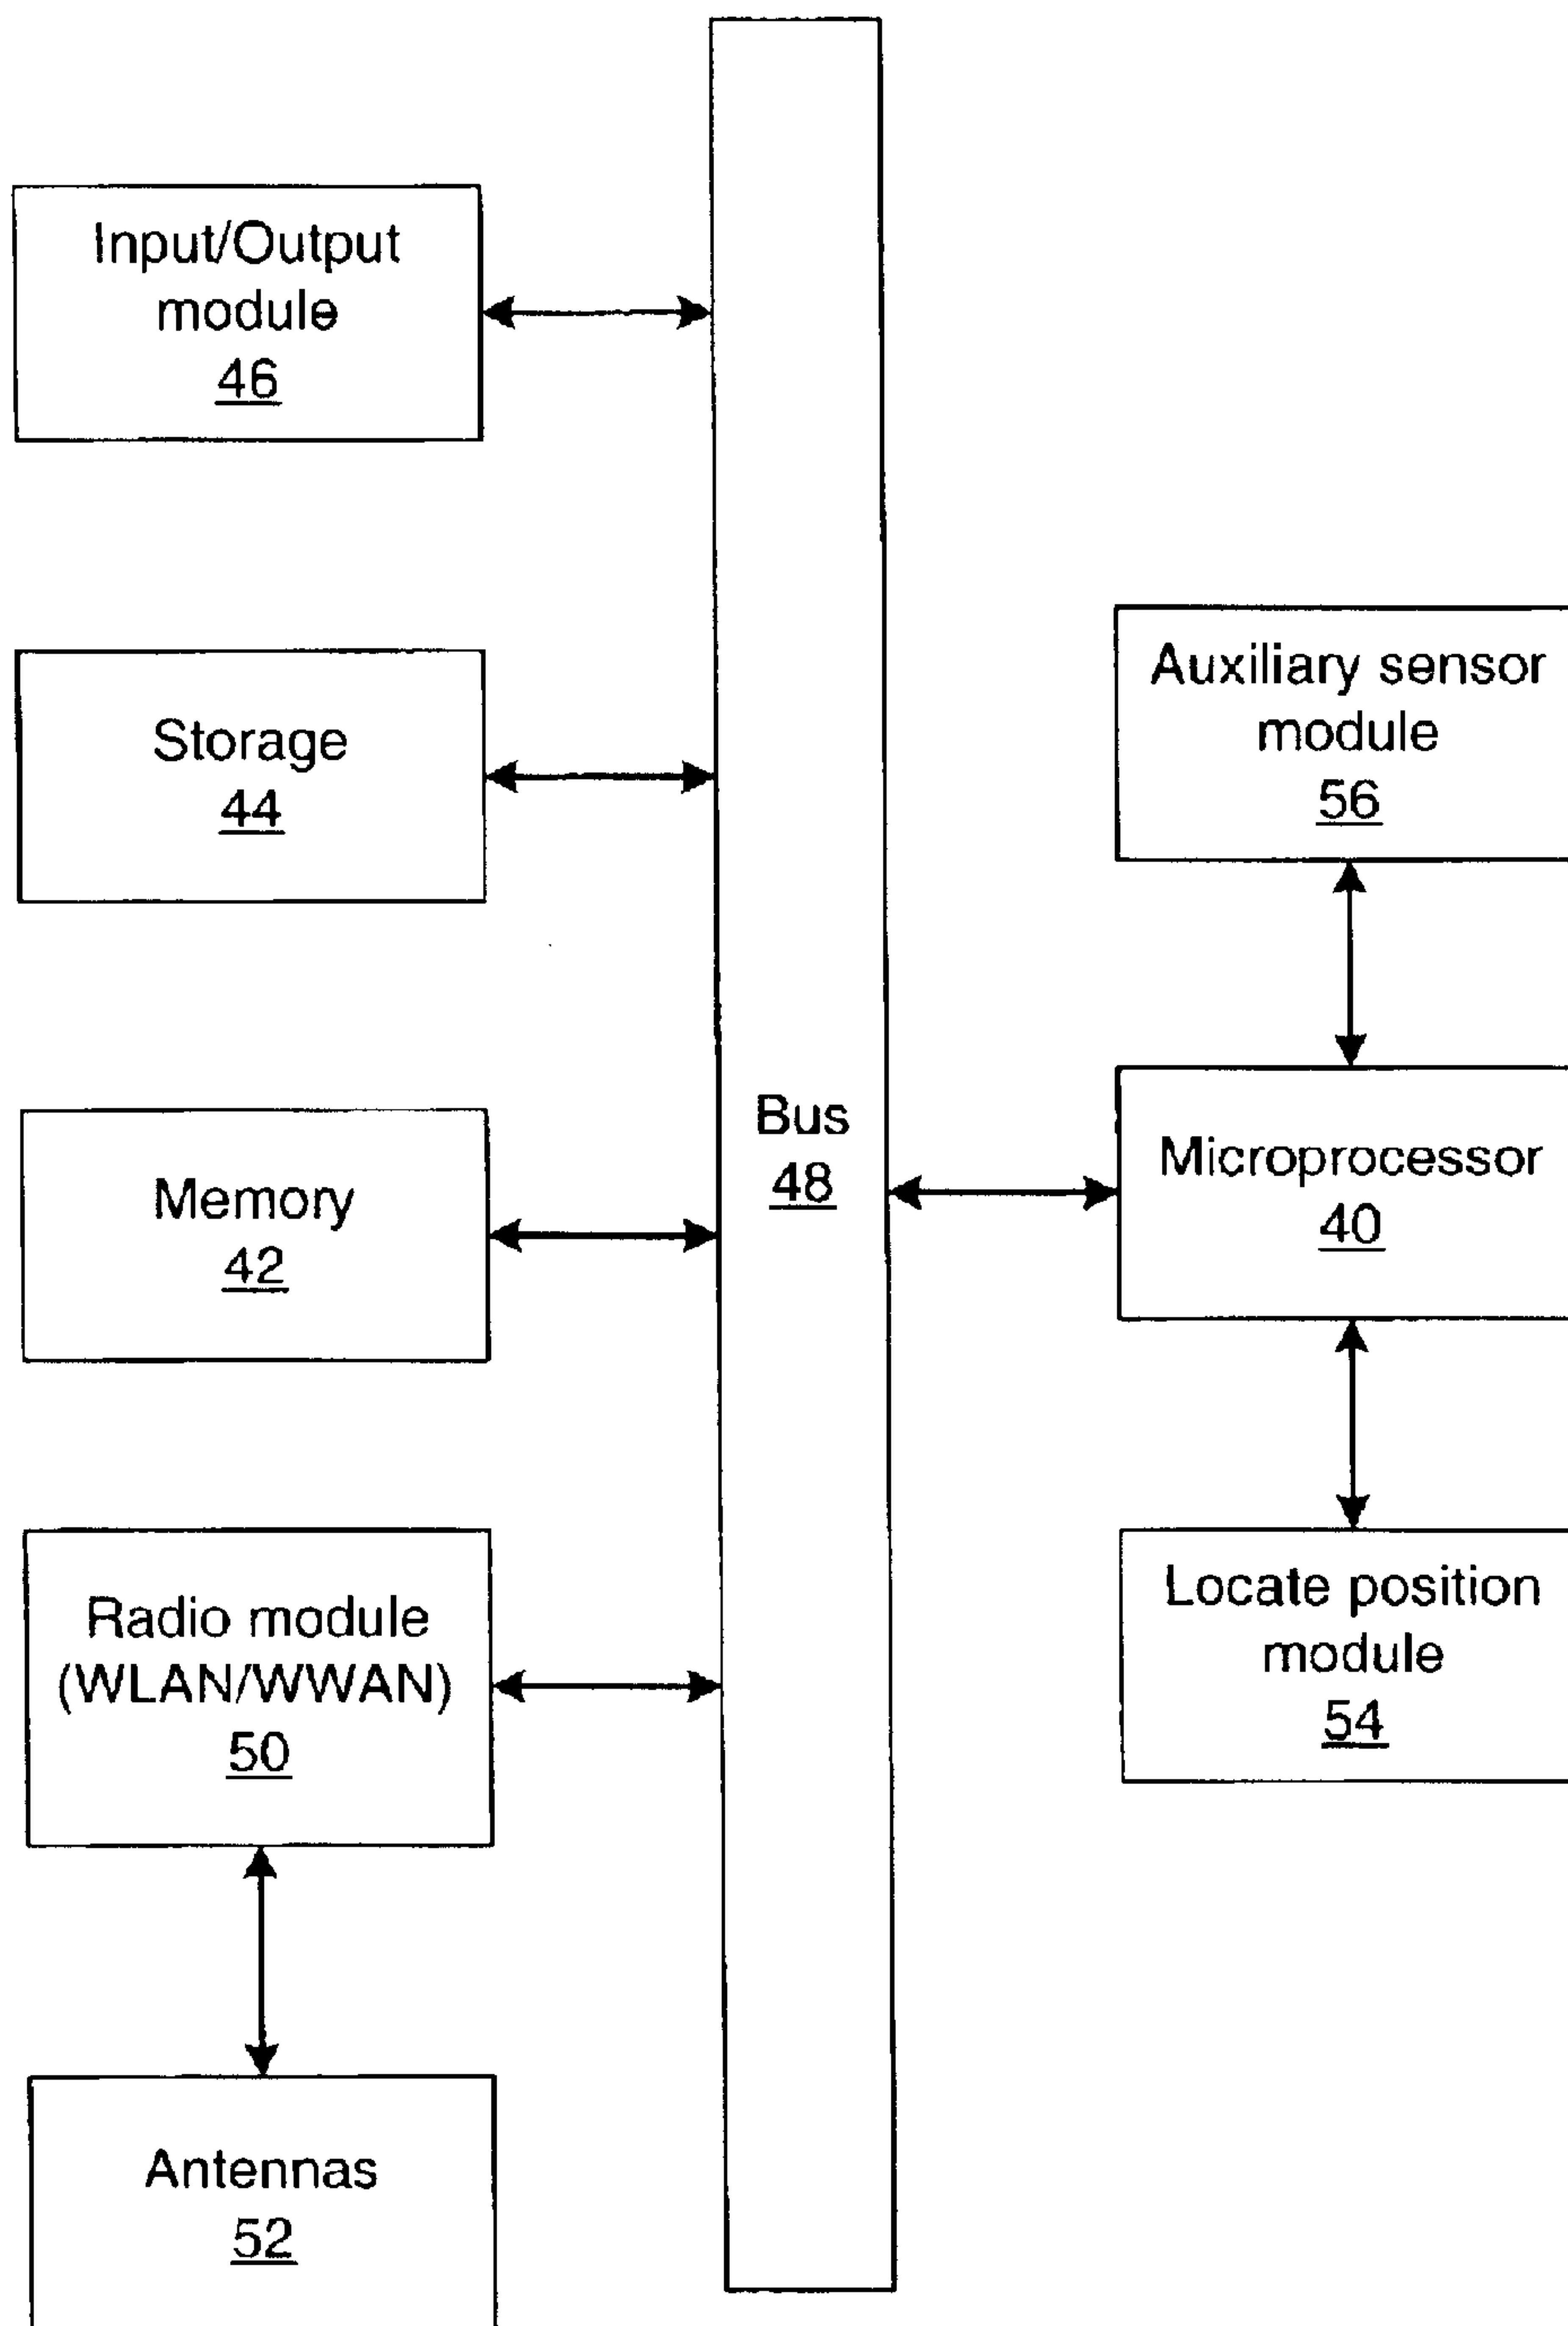 Input/Output
module
46
Storage
44
Memory
42
Radio module
(WLAN/WWAN)
50
Antennas
52
Bus
48
Auxiliary sensor
module
56
Microprocessor
40
Locate position
module
54